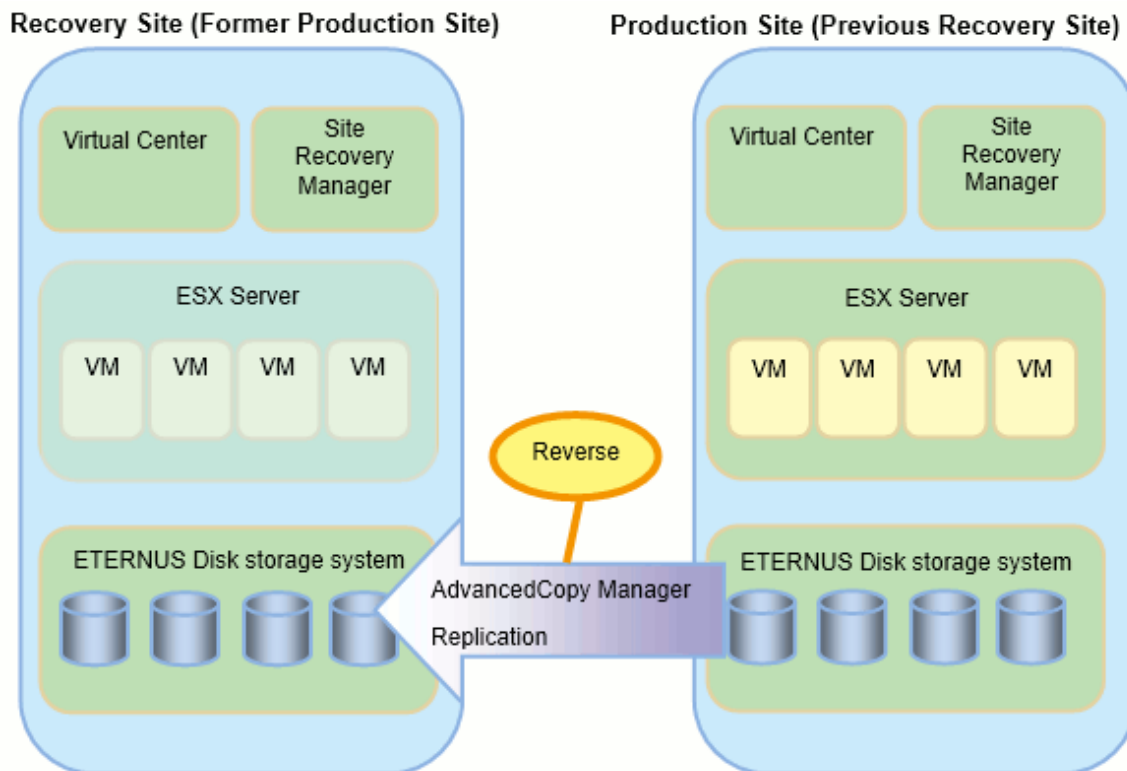 Recovery Site (Former Production Site)
Production Site (Previous Recovery Site)
Virtual Center
Site
Recovery
Manager
Virtual Center
Site
Recovery
Manager
ESX Server
VM VM VM VM
ESX Server
VM VM VM VM
Reverse
ETERNUS Disk storage system
AdvancedCopy Manager
Replication
ETERNUS Disk storage system